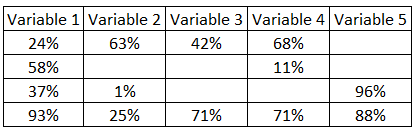 Variable 1 Variable 2 Variable 3 Variable 4 Variable 5
24% 63% 42% 68%
58% 11%
37% 1% 96%
93% 25% 71% 71% 88%